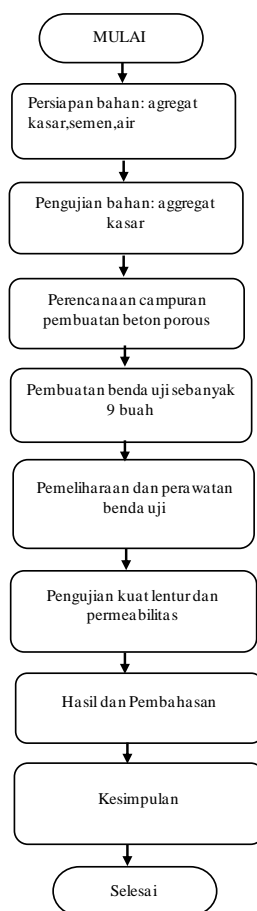 MULAI
Persiapan bahan: agregat
kasar,semen,air
Pengujian bahan: aggregat
kasar
Perencanaan campuran
pembuatan beton porous
Pembuatan benda uji sebanyak
9 buah
Pemeliharaan dan perawatan
benda uji
Pengujian kuat lentur dan
permeabilitas
Hasil dan Pembahasan
Kesimpulan
Selesai